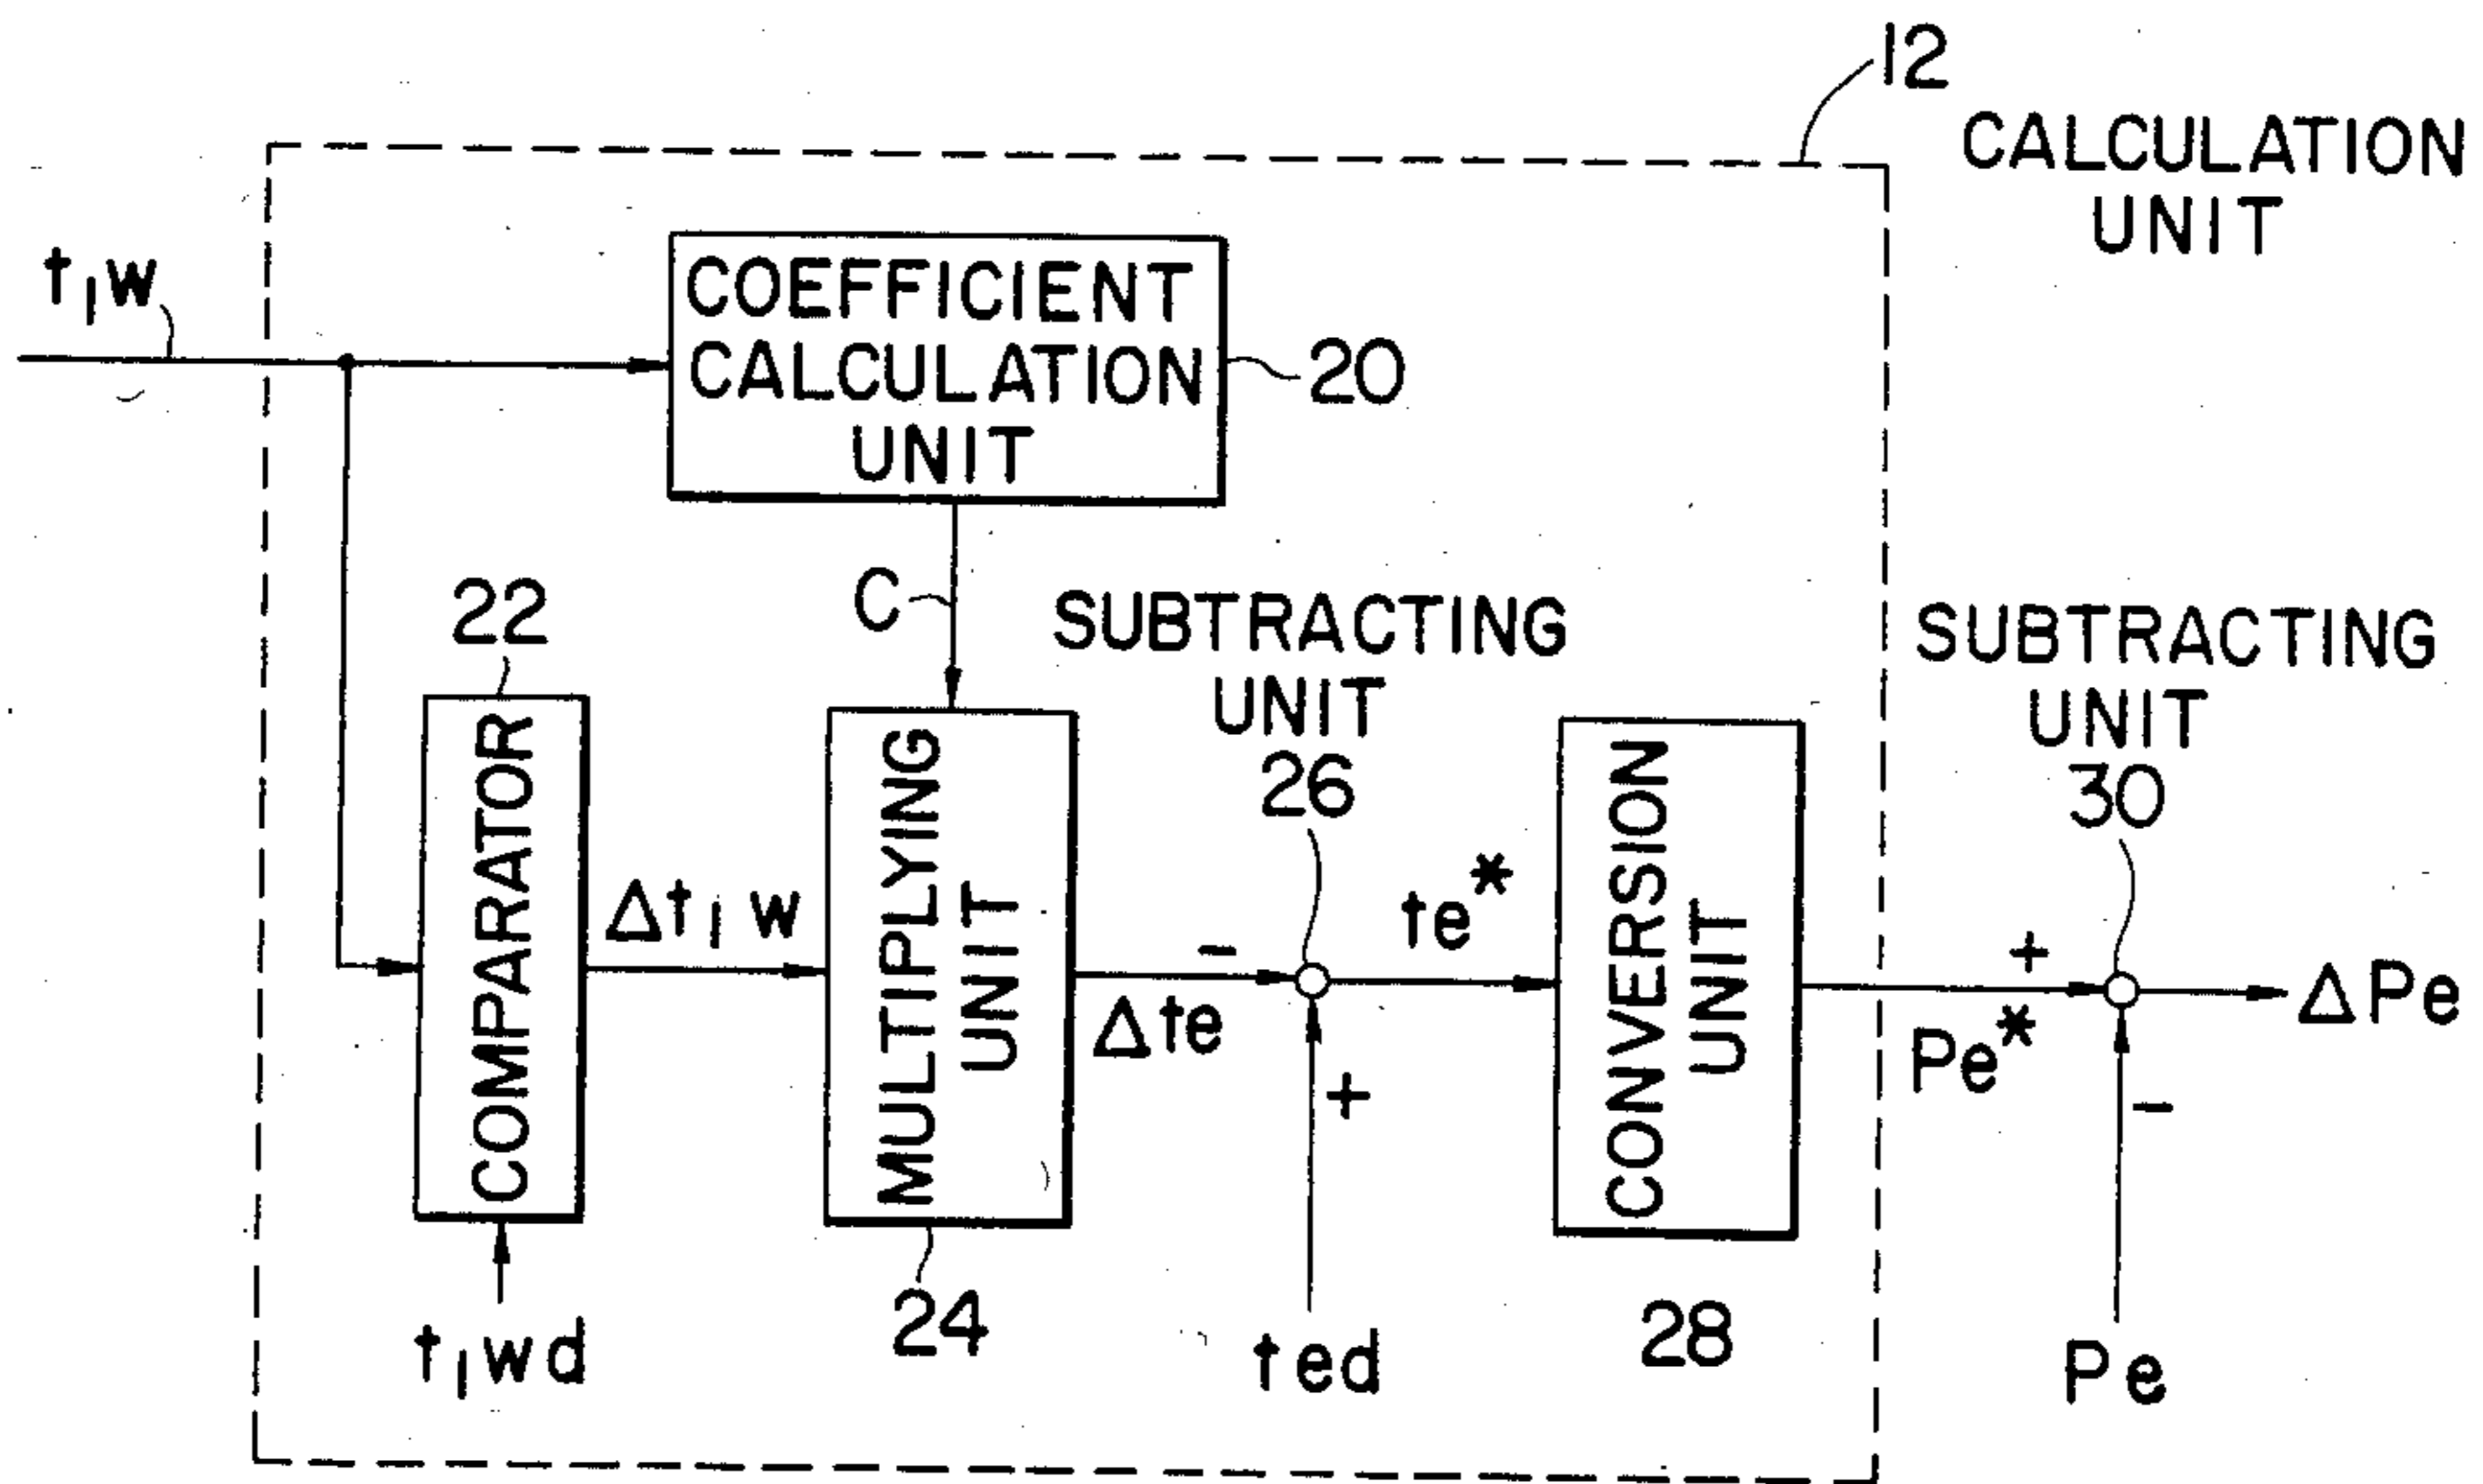 12
CALCULATION
UNIT
t₁w
COEFFICIENT
CALCULATION
UNIT
20
C
22
SUBTRACTING
UNIT
26
SUBTRACTING
UNIT
30
COMPARATOR
Δt₁w
MULTIPLYING
UNIT
-
Δte
+
te*
CONVERSION
UNIT
+
Pe*
-
ΔPe
t₁wd
24
ted
28
Pe